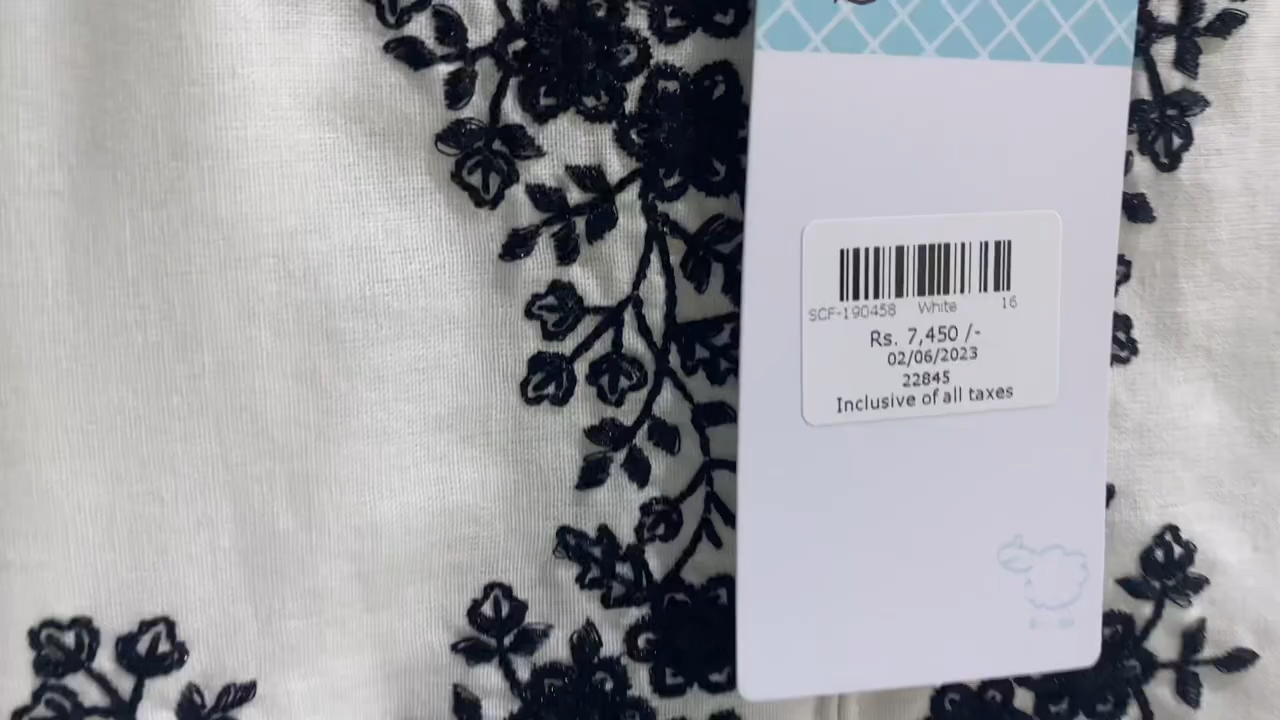 SCF-190458 White 16
Rs. 7,450 /-
02/06/2023
22845
Inclusive of all taxes